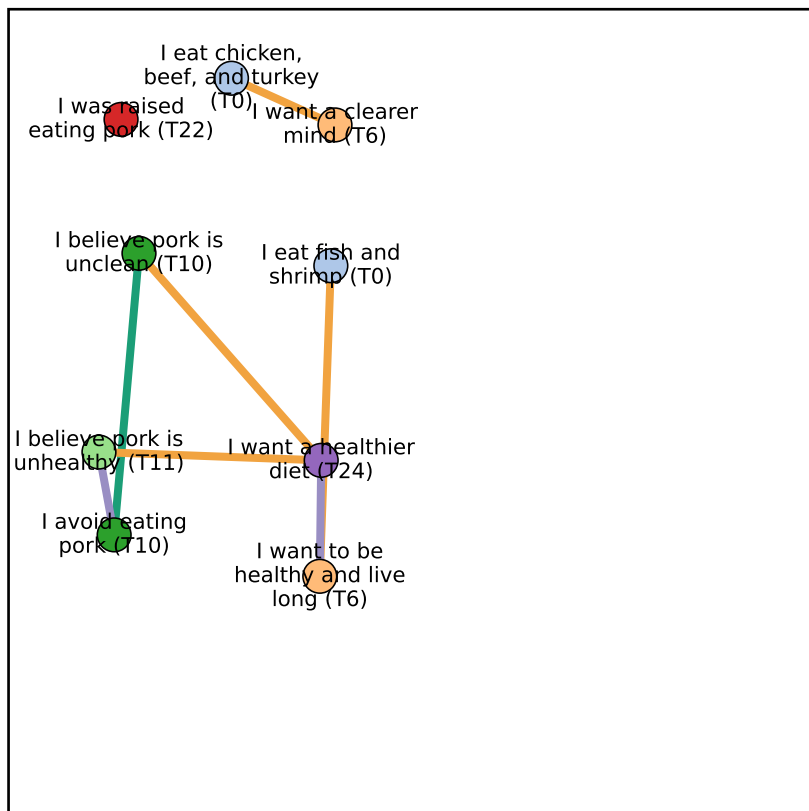 I eat chicken,
beef, and turkey
(T0)
I was raised
eating pork (T22)
I want a clearer
mind (T6)
I believe pork is
unclean (T10)
I eat fish and
shrimp (T0)
I believe pork is
unhealthy (T11)
I want a healthier
diet (T24)
I avoid eating
pork (T10)
I want to be
healthy and live
long (T6)